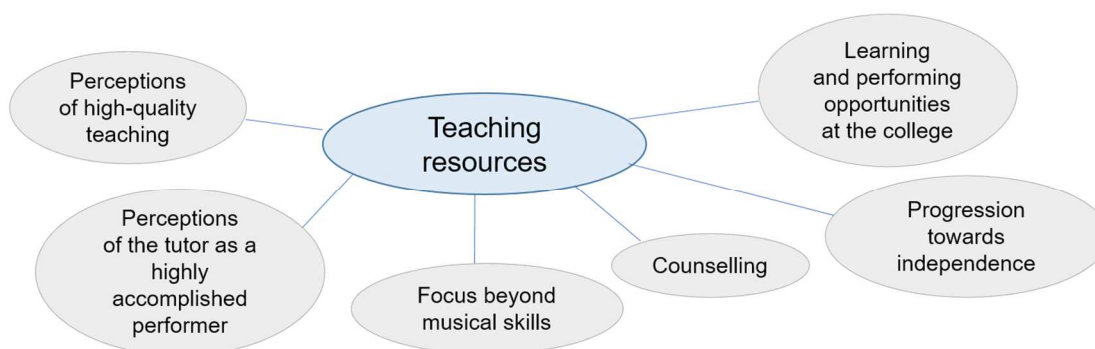 Teaching
resources
Perceptions
of high-quality
teaching
Perceptions
of the tutor as a
highly
accomplished
performer
Focus beyond
musical skills
Counselling
Progression
towards
independence
Learning
and performing
opportunities
at the college